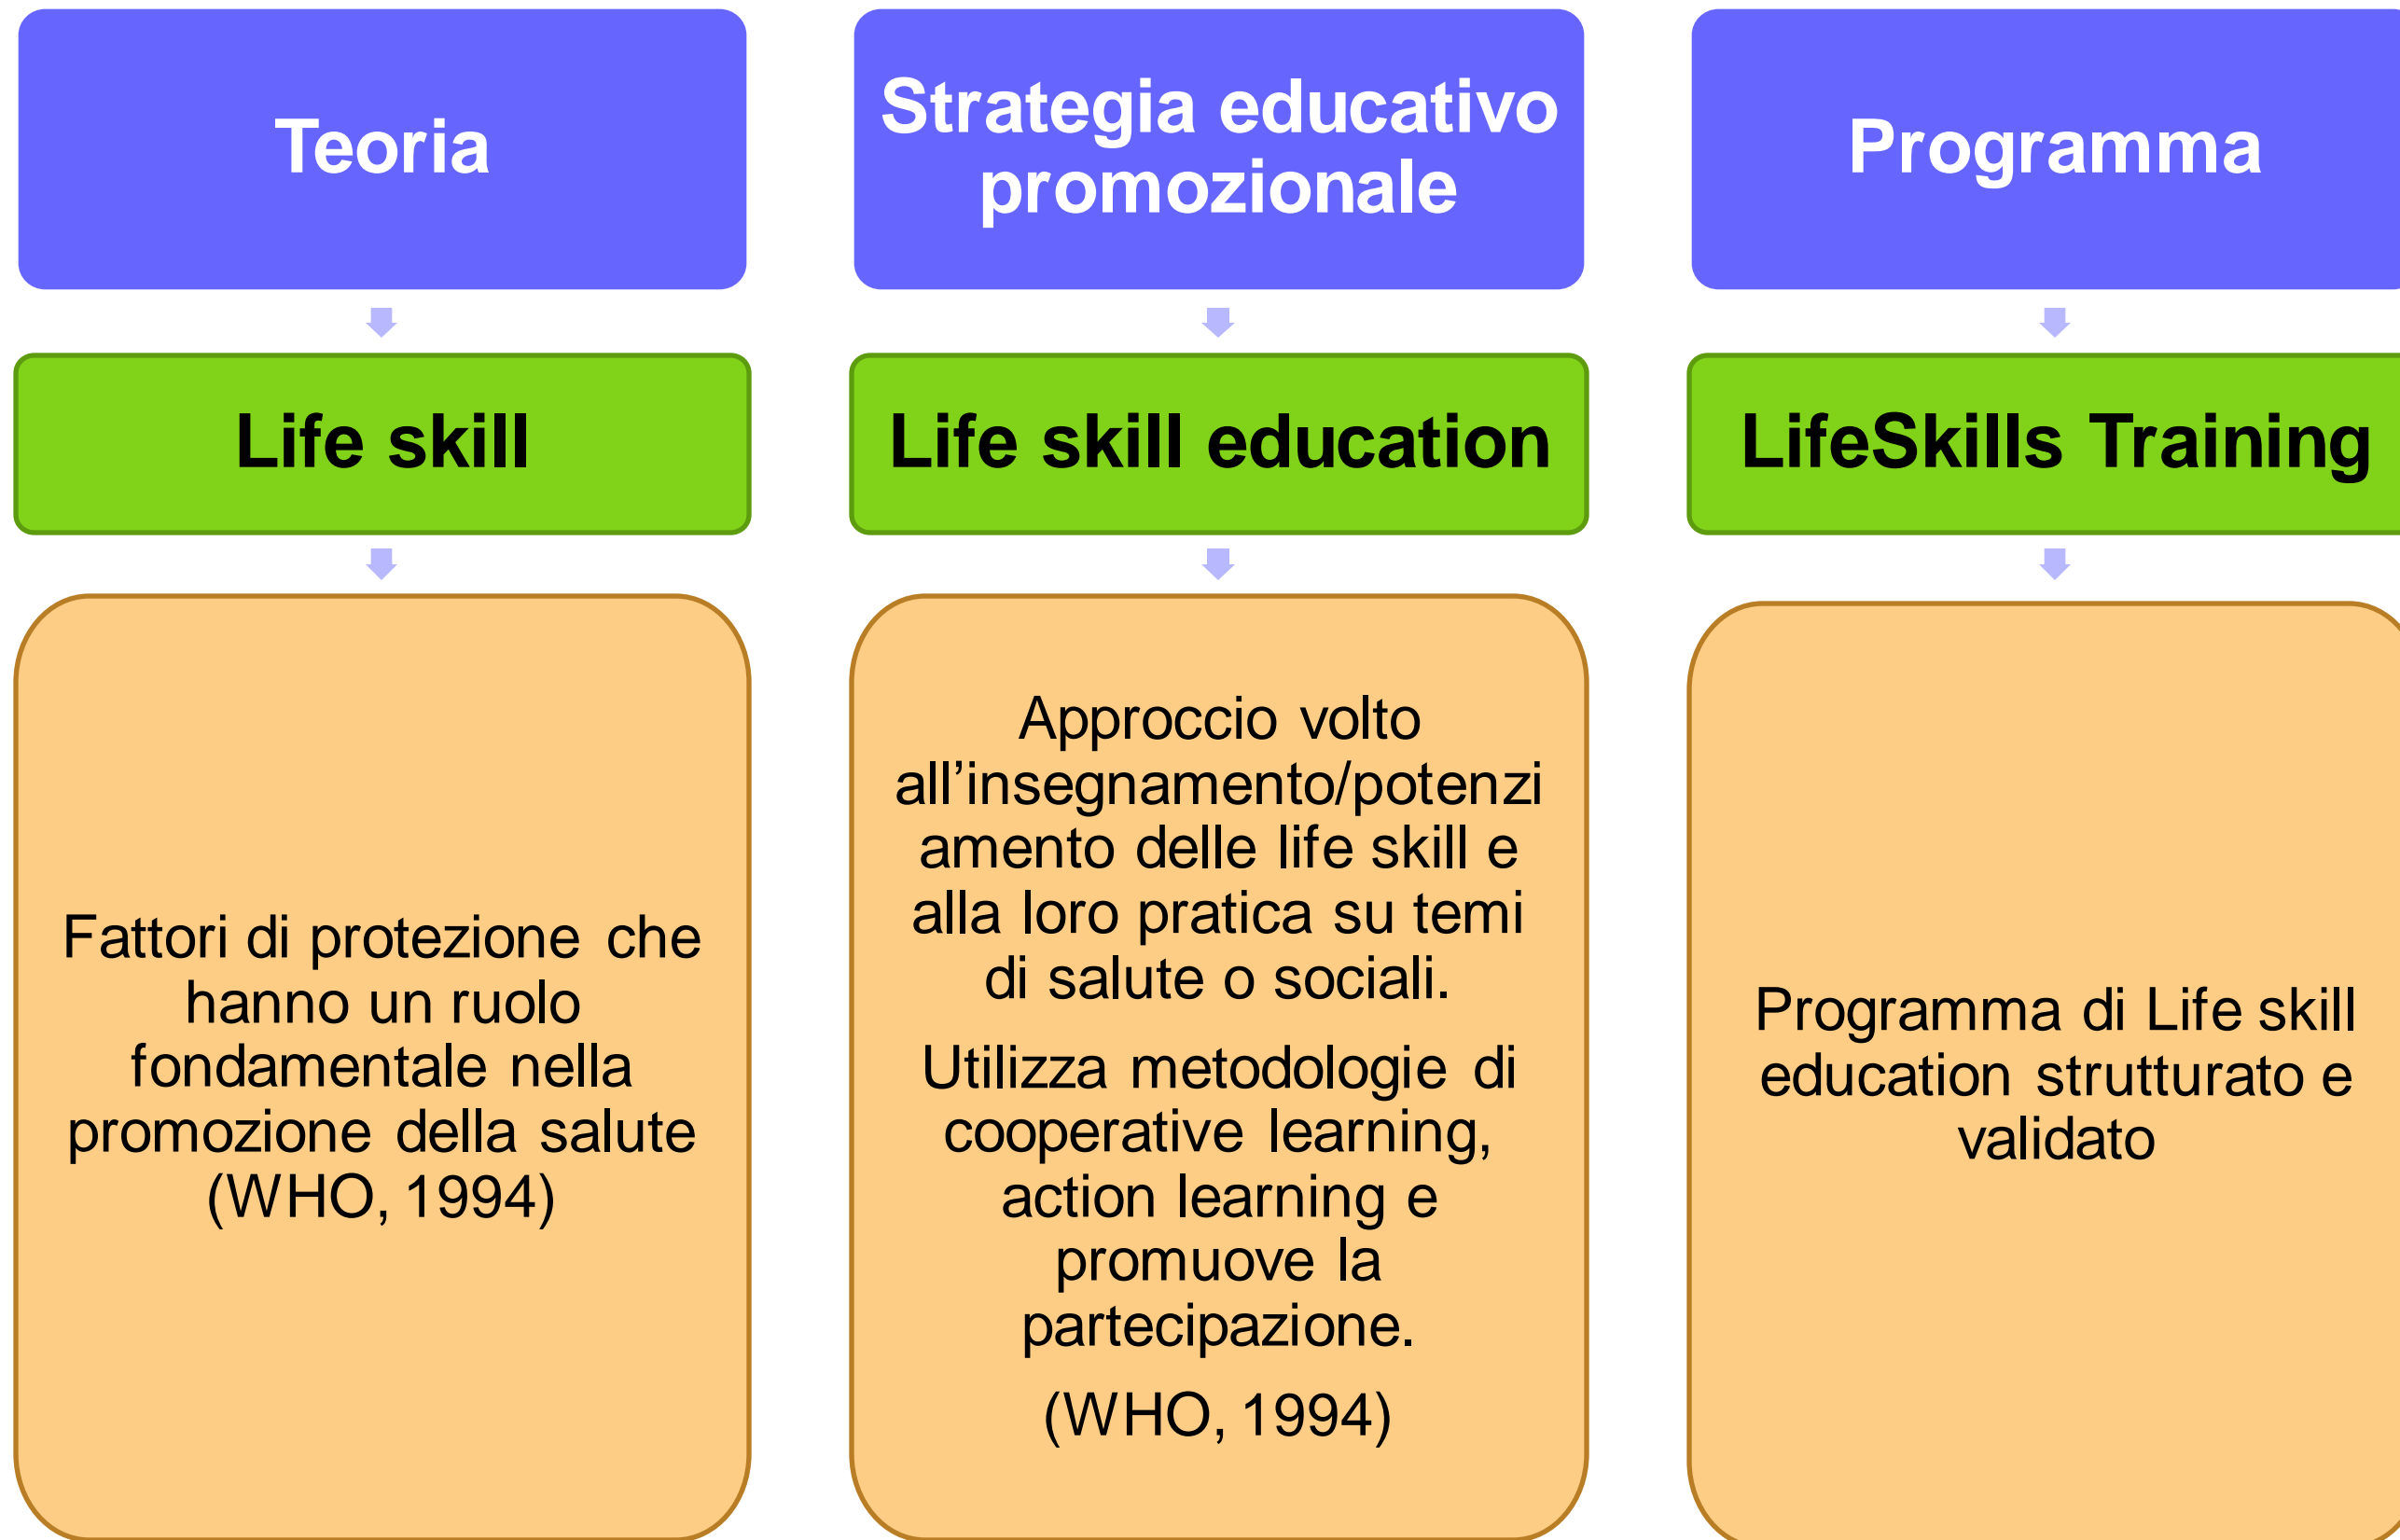 Teoria
Strategia educativo
promozionale
Programma
Life skill
Life skill education
LifeSkills Training
Fattori di protezione che
hanno un ruolo
fondamentale nella
promozione della salute
(WHO, 1994)
Approccio volto
all’insegnamento/potenzi
amento delle life skill e
alla loro pratica su temi
di salute o sociali.
Utilizza metodologie di
cooperative learning,
action learning e
promuove la
partecipazione.
(WHO, 1994)
Programma di Life skill
education strutturato e
validato